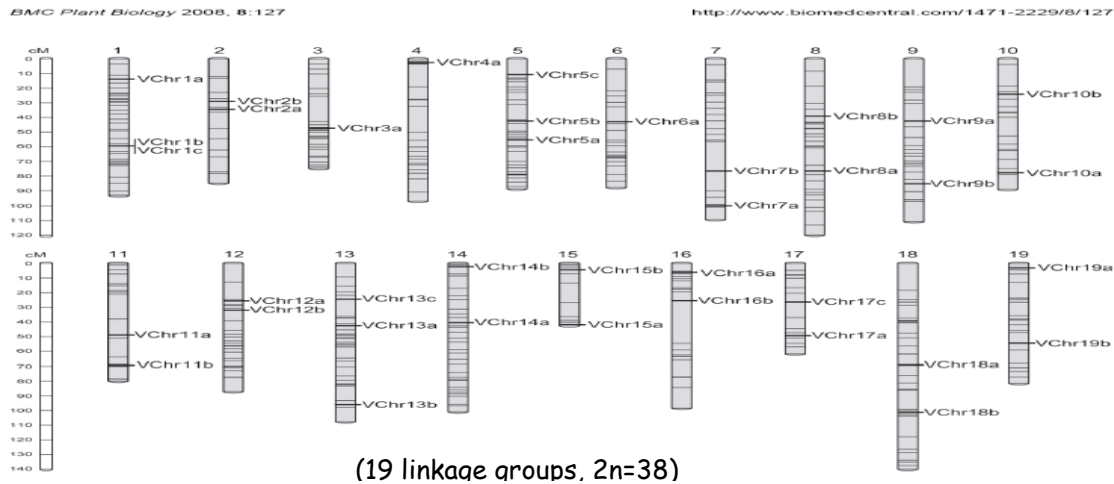 BMC Plant Biology 2008, 8:127 http://www.biomedcentral.com/1471-2229/8/127
cM 1 2 3 4 5 6 7 8 9 10
0
10
20
30
40
50
60
70
80
90
100
110
120
VChr1a
VChr1b
VChr1c
VChr2b
VChr2a
VChr3a
VChr4a
VChr5c
VChr5b
VChr5a
VChr6a
VChr7b
VChr7a
VChr8b
VChr8a
VChr9a
VChr9b
VChr10b
VChr10a
cM 11 12 13 14 15 16 17 18 19
0
10
20
30
40
50
60
70
80
90
100
110
120
130
140
VChr11a
VChr11b
VChr12a
VChr12b
VChr13c
VChr13a
VChr13b
VChr14b
VChr14a
VChr15b
VChr15a
VChr16a
VChr16b
VChr17c
VChr17a
VChr18a
VChr18b
VChr19a
VChr19b
(19 linkage groups, 2n=38)